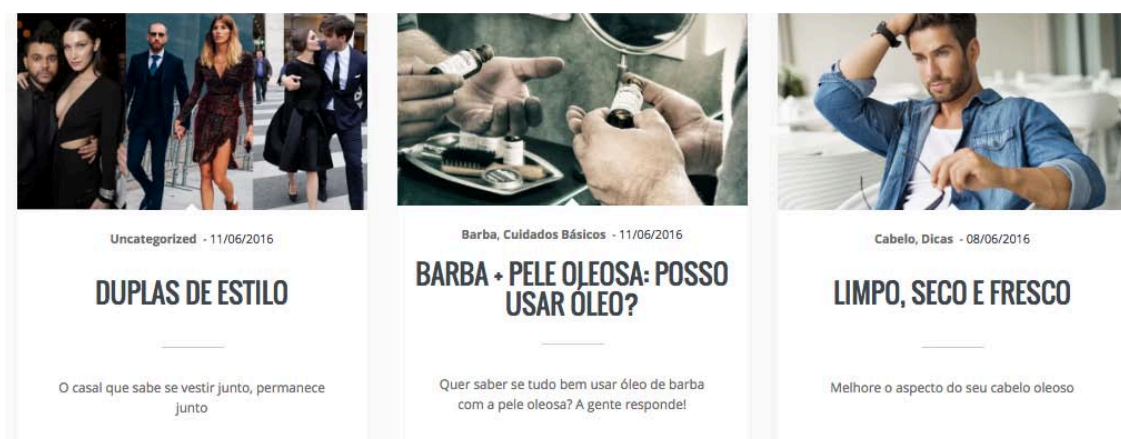 Uncategorized - 11/06/2016
DUPLAS DE ESTILO
O casal que sabe se vestir junto, permanece
junto
Barba, Cuidados Básicos - 11/06/2016
BARBA + PELE OLEOSA: POSSO
USAR ÓLEO?
Quer saber se tudo bem usar óleo de barba
com a pele oleosa? A gente responde!
Cabelo, Dicas - 08/06/2016
LIMPO, SECO E FRESCO
Melhore o aspecto do seu cabelo oleoso